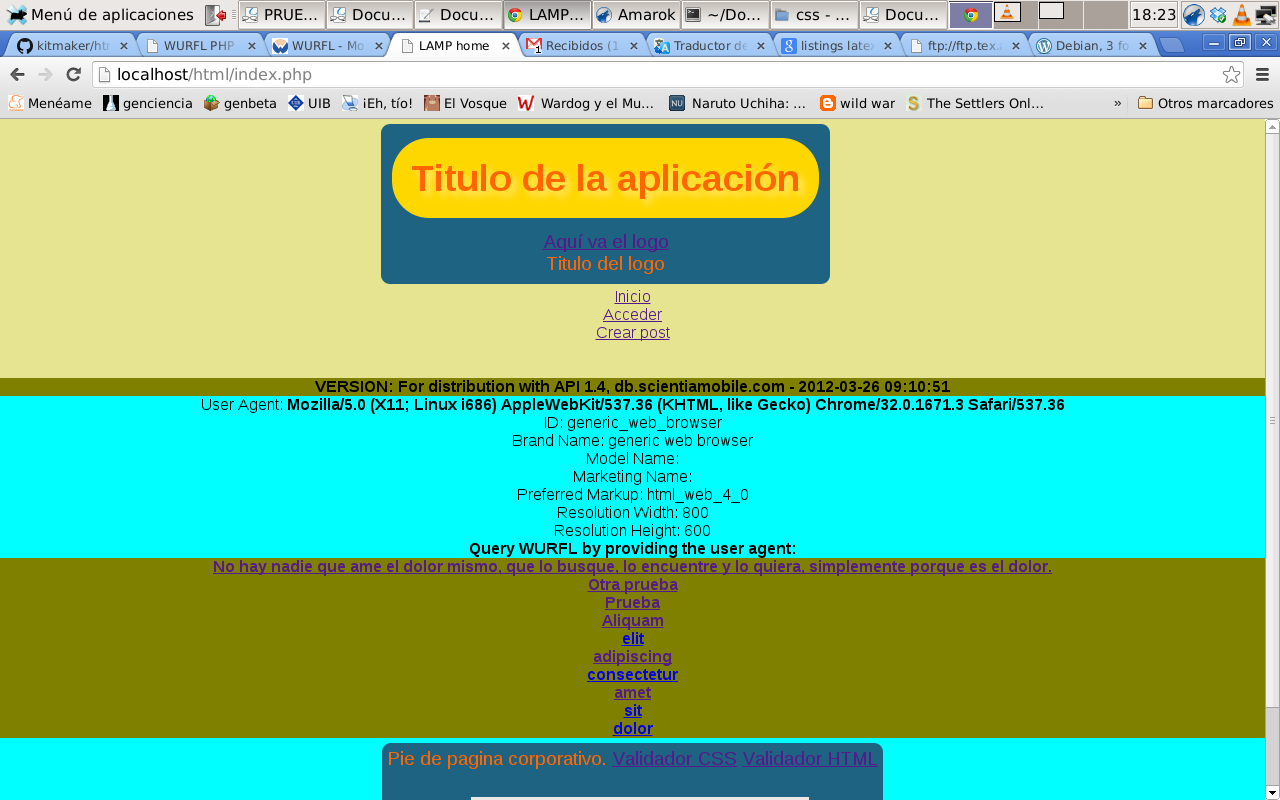 Menú de aplicaciones PRUE... Docu... Docu... LAMP... Amarok ~/Do... css - ... Docu... 18:23
kitmaker/ht WURFL PHP WURFL - Mo LAMP home Recibidos (1 Traductor de listings late ftp://ftp.tex. Debian, 3 fo
localhost/html/index.php
Menéame genciencia genbeta UIB ¡Eh, tío! El Vosque Wardog y el Mu... Naruto Uchiha: ... wild war The Settlers Onl... » Otros marcadores
Titulo de la aplicación
Aquí va el logo
Titulo del logo
Inicio
Acceder
Crear post
VERSION: For distribution with API 1.4, db.scientiamobile.com - 2012-03-26 09:10:51
User Agent: Mozilla/5.0 (X11; Linux i686) AppleWebKit/537.36 (KHTML, like Gecko) Chrome/32.0.1671.3 Safari/537.36
ID: generic_web_browser
Brand Name: generic web browser
Model Name:
Marketing Name:
Preferred Markup: html_web_4_0
Resolution Width: 800
Resolution Height: 600
Query WURFL by providing the user agent:
No hay nadie que ame el dolor mismo, que lo busque, lo encuentre y lo quiera, simplemente porque es el dolor.
Otra prueba
Prueba
Aliquam
elit
adipiscing
consectetur
amet
sit
dolor
Pie de pagina corporativo. Validador CSS Validador HTML